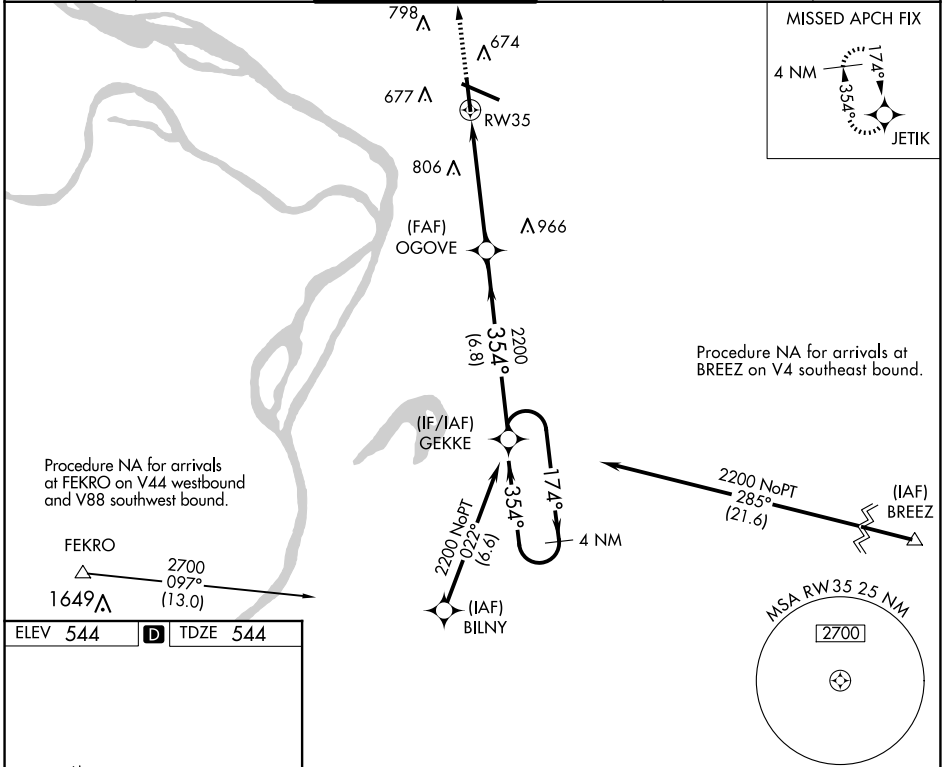 798
674
677
RW35
806
(FAF)
OGOVE
966
MISSED APCH FIX
4 NM
174°
354°
JETIK
2200
354°
(6.8)
Procedure NA for arrivals at
BREEZ on V4 southeast bound.
(IF/IAF)
GEKKE
174°
354°
4 NM
2200 NoPT
022°
(6.6)
(IAF)
BILNY
2200 NoPT
285°
(21.6)
(IAF)
BREEZ
Procedure NA for arrivals
at FEKRO on V44 westbound
and V88 southwest bound.
FEKRO
2700
097°
(13.0)
1649
MSA RW35 25 NM
2700
ELEV 544
D
TDZE 544